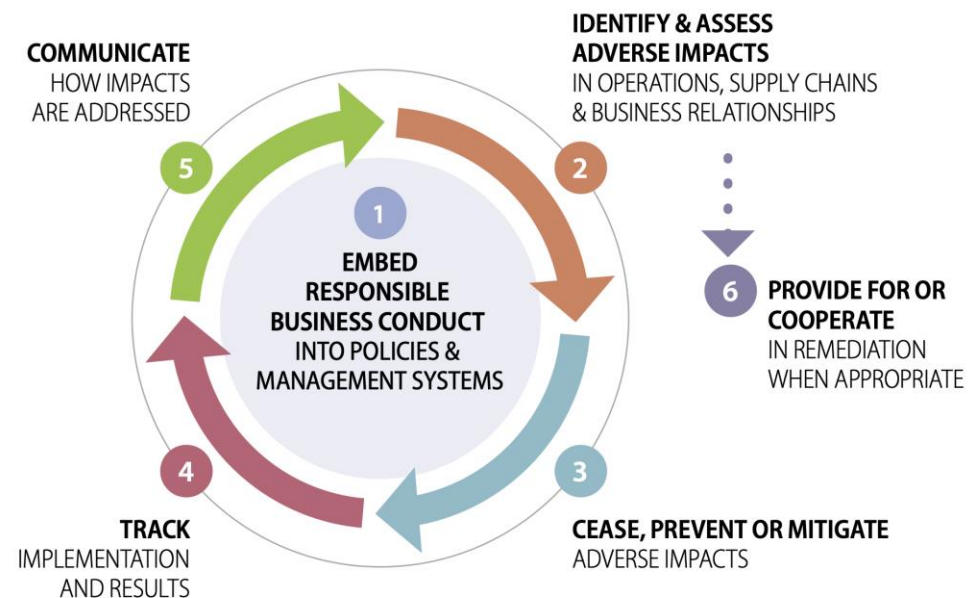 1
EMBED
RESPONSIBLE
BUSINESS CONDUCT
INTO POLICIES &
MANAGEMENT SYSTEMS
IDENTIFY & ASSESS
ADVERSE IMPACTS
IN OPERATIONS, SUPPLY CHAINS
& BUSINESS RELATIONSHIPS
2
3
CEASE, PREVENT OR MITIGATE
ADVERSE IMPACTS
4
TRACK
IMPLEMENTATION
AND RESULTS
COMMUNICATE
HOW IMPACTS
ARE ADDRESSED
5
6
PROVIDE FOR OR
COOPERATE
IN REMEDIATION
WHEN APPROPRIATE